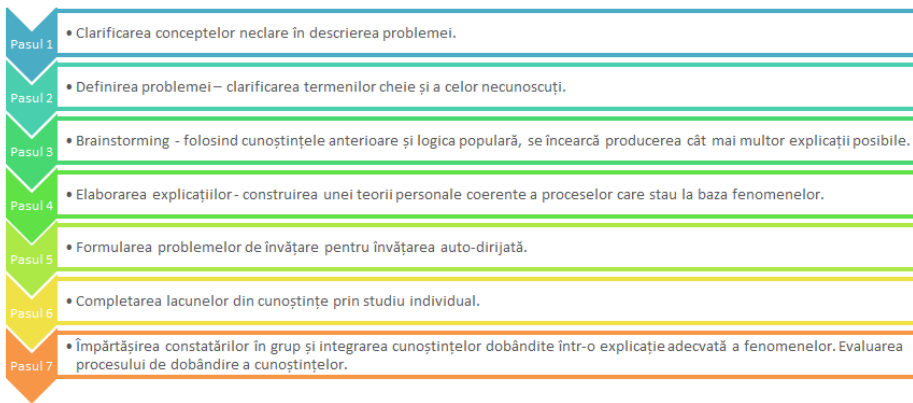 Pasul 1
• Clarificarea conceptelor neclare în descrierea problemei.
Pasul 2
• Definirea problemei – clarificarea termenilor cheie și a celor necunoscuți.
Pasul 3
• Brainstorming - folosind cunoștințele anterioare și logica populară, se încearcă producerea cât mai multor explicații posibile.
Pasul 4
• Elaborarea explicațiilor - construirea unei teorii personale coerente a proceselor care stau la baza fenomenelor.
Pasul 5
• Formularea problemelor de învățare pentru învățarea auto-dirijată.
Pasul 6
• Completarea lacunelor din cunoștințe prin studiu individual.
Pasul 7
• Împărtășirea constatărilor în grup și integrarea cunoștințelor dobândite într-o explicație adecvată a fenomenelor. Evaluarea
procesului de dobândire a cunoștințelor.